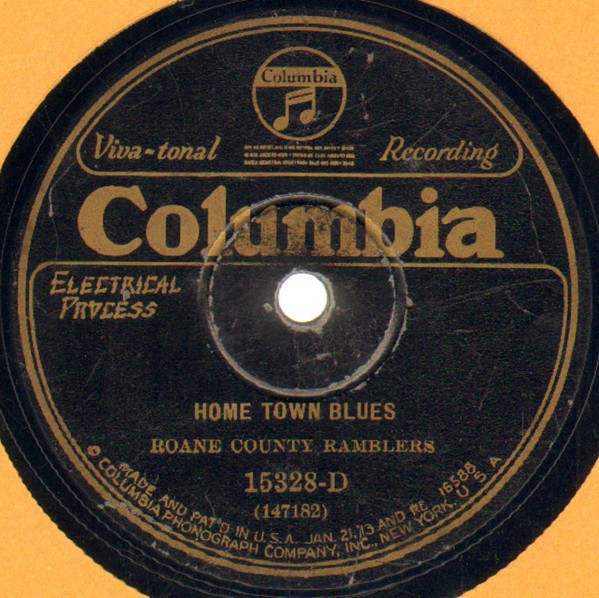 Columbia
Viva-tonal Recording
Columbia
ELECTRICAL
PROCESS
HOME TOWN BLUES
ROANE COUNTY RAMBLERS
15328-D
(147182)
MADE AND PAT'D IN U.S.A. JAN. 21,'13 AND RE. 16588
© COLUMBIA PHONOGRAPH COMPANY, INC., NEW YORK, U.S.A